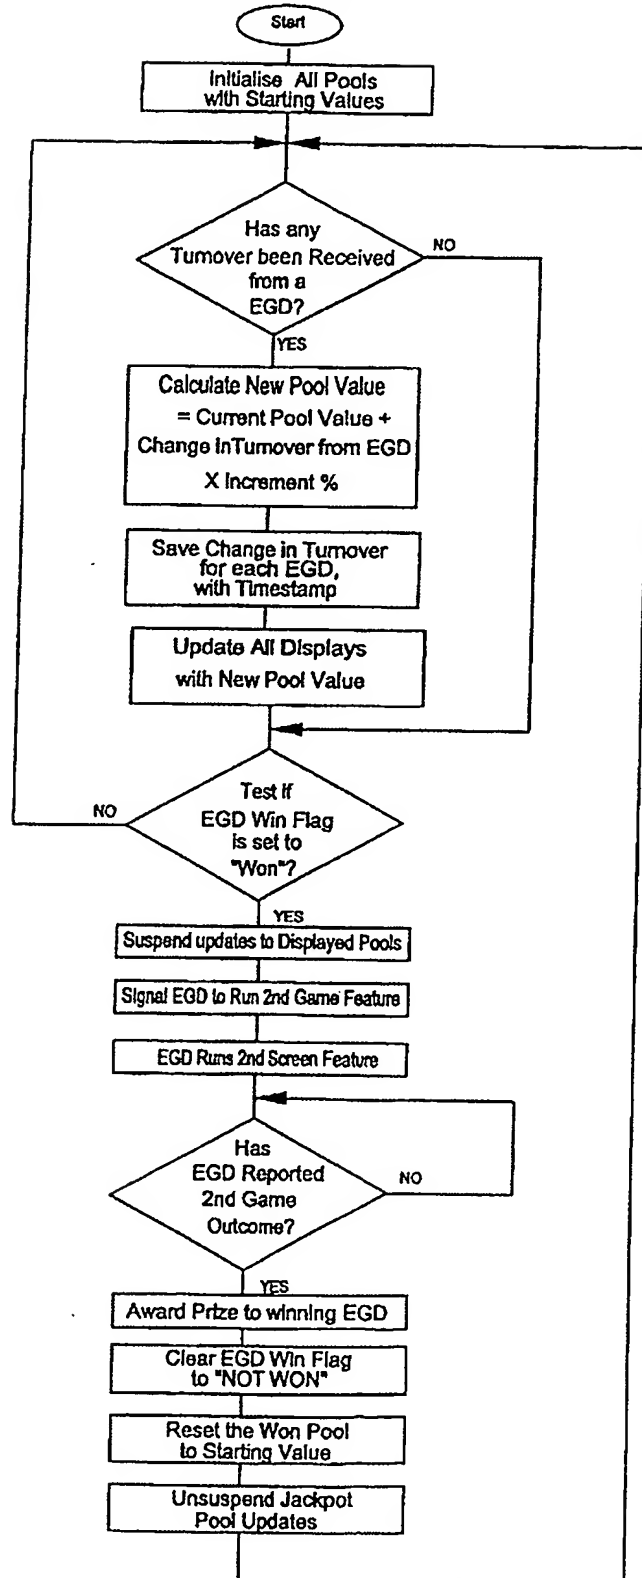 Start
Initialise All Pools
with Starting Values
Has any
Turnover been Received
from a
EGD?
NO
YES
Calculate New Pool Value
= Current Pool Value +
Change InTurnover from EGD
X Increment %
Save Change in Turnover
for each EGD,
with Timestamp
Update All Displays
with New Pool Value
Test if
EGD Win Flag
is set to
"Won"?
NO
YES
Suspend updates to Displayed Pools
Signal EGD to Run 2nd Game Feature
EGD Runs 2nd Screen Feature
Has
EGD Reported
2nd Game
Outcome?
NO
YES
Award Prize to winning EGD
Clear EGD Win Flag
to "NOT WON"
Reset the Won Pool
to Starting Value
Unsuspend Jackpot
Pool Updates